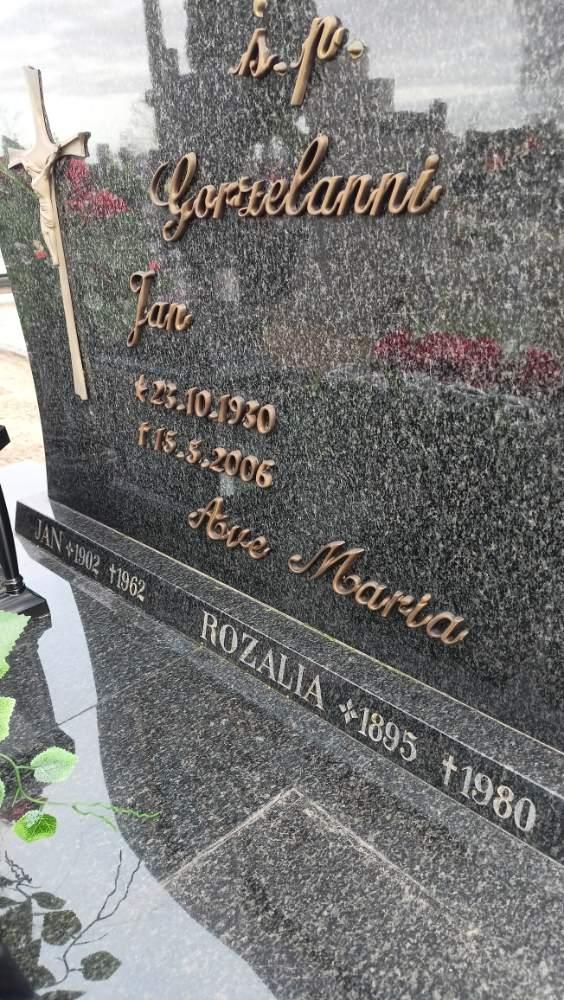 ś.p.
Gorzelanni
Jan
★ 23.10.1930
✝ 15.5.2006
Ave Maria
JAN ✧1902 ✝1962
ROZALIA ✧1895 ✝1980